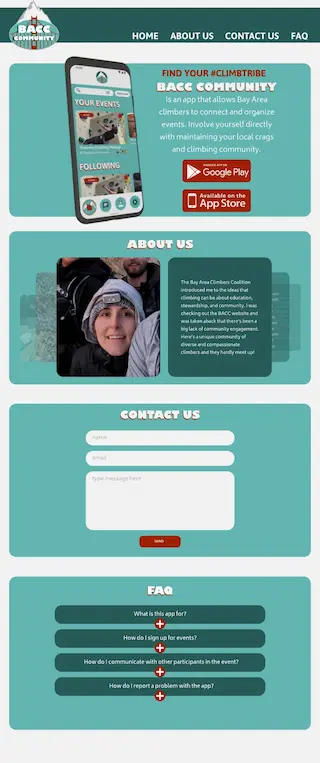 BACC
COMMUNITY
HOME ABOUT US CONTACT US FAQ
FIND YOUR #CLIMBTRIBE
BACC COMMUNITY
Is an app that allows Bay Area
climbers to connect and organize
events. Involve yourself directly
with maintaining your local crags
and climbing community.
Google Play
Available on the
App Store
YOUR EVENTS
FOLLOWING
ABOUT US
The Bay Area Climbers Coalition
introduced me to the ideas that
climbing can be about education,
stewardship, and community. I was
checking out the BACC website and
was taken aback that there's been a
big lack of community engagement.
Here's a unique community of
diverse and compassionate
climbers and they hardly meet up!
CONTACT US
name
email
type message here
SEND
FAQ
What is this app for?
How do I sign up for events?
How do I communicate with other participants in the event?
How do I report a problem with the app?